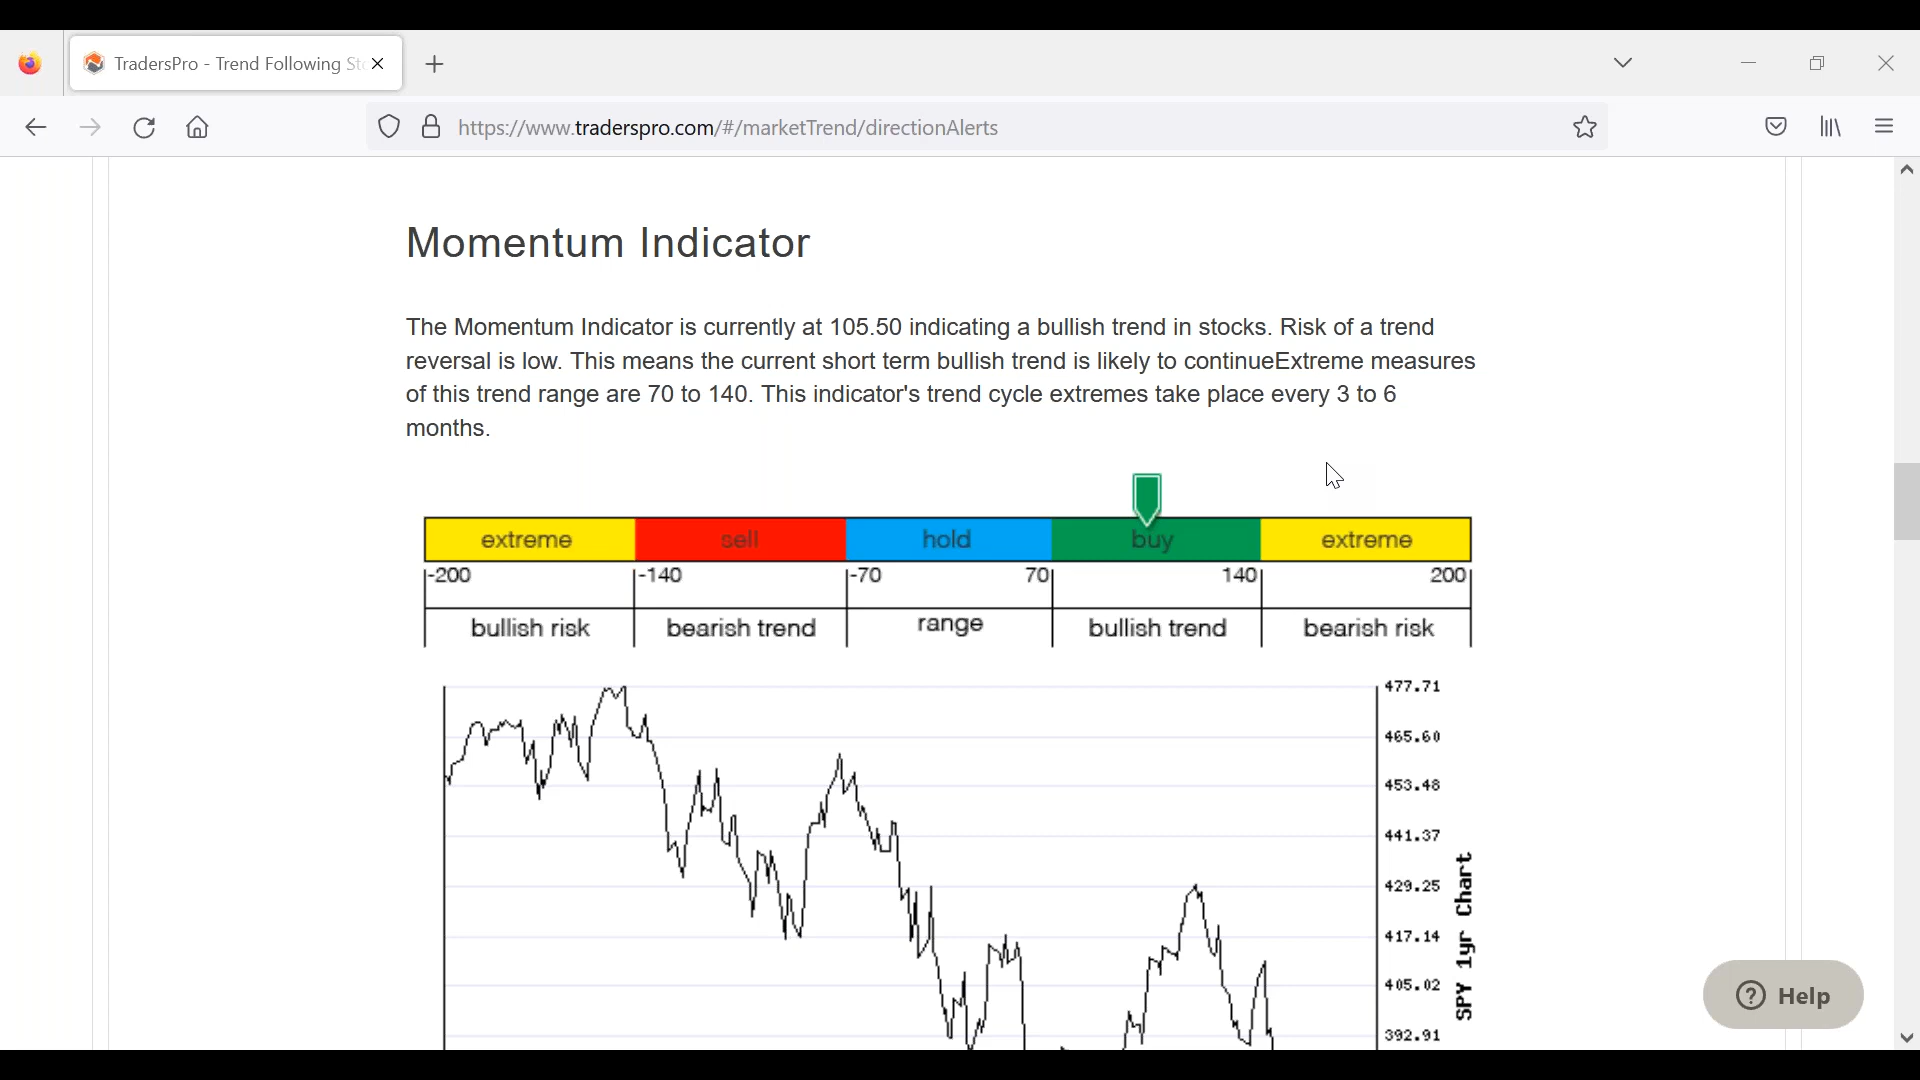 TradersPro - Trend Following St
https://www.traderspro.com/#/marketTrend/directionAlerts
Momentum Indicator
The Momentum Indicator is currently at 105.50 indicating a bullish trend in stocks. Risk of a trend
reversal is low. This means the current short term bullish trend is likely to continueExtreme measures
of this trend range are 70 to 140. This indicator's trend cycle extremes take place every 3 to 6
months.
extreme sell hold buy extreme
-200 -140 -70 70 140 200
bullish risk bearish trend range bullish trend bearish risk
477.71
465.60
453.48
441.37
429.25
417.14
405.02
392.91
SPY 1yr Chart
Help